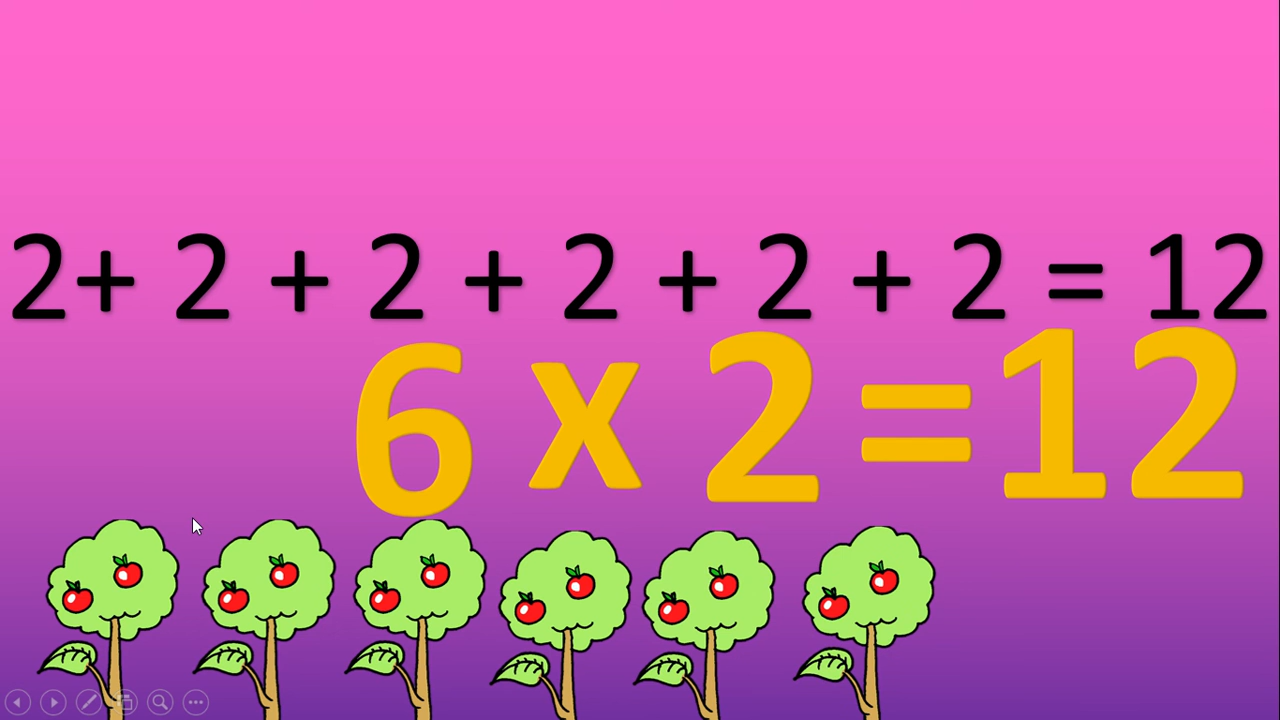 2+ 2 + 2 + 2 + 2 + 2 = 12
6 x 2 =12